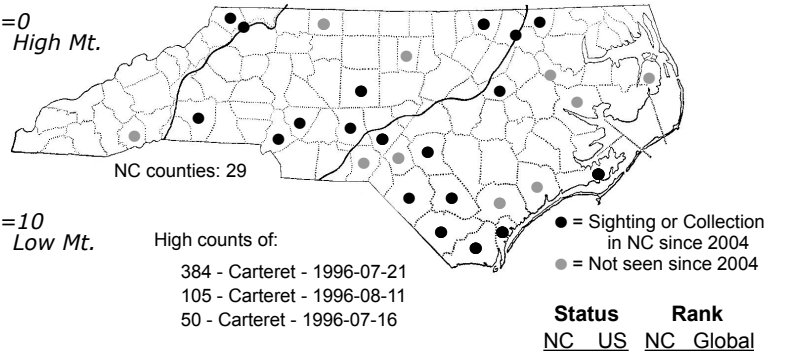 =0
High Mt.
NC counties: 29
=10
Low Mt.
High counts of:
384 - Carteret - 1996-07-21
105 - Carteret - 1996-08-11
50 - Carteret - 1996-07-16
● = Sighting or Collection
in NC since 2004
● = Not seen since 2004
Status Rank
NC US NC Global